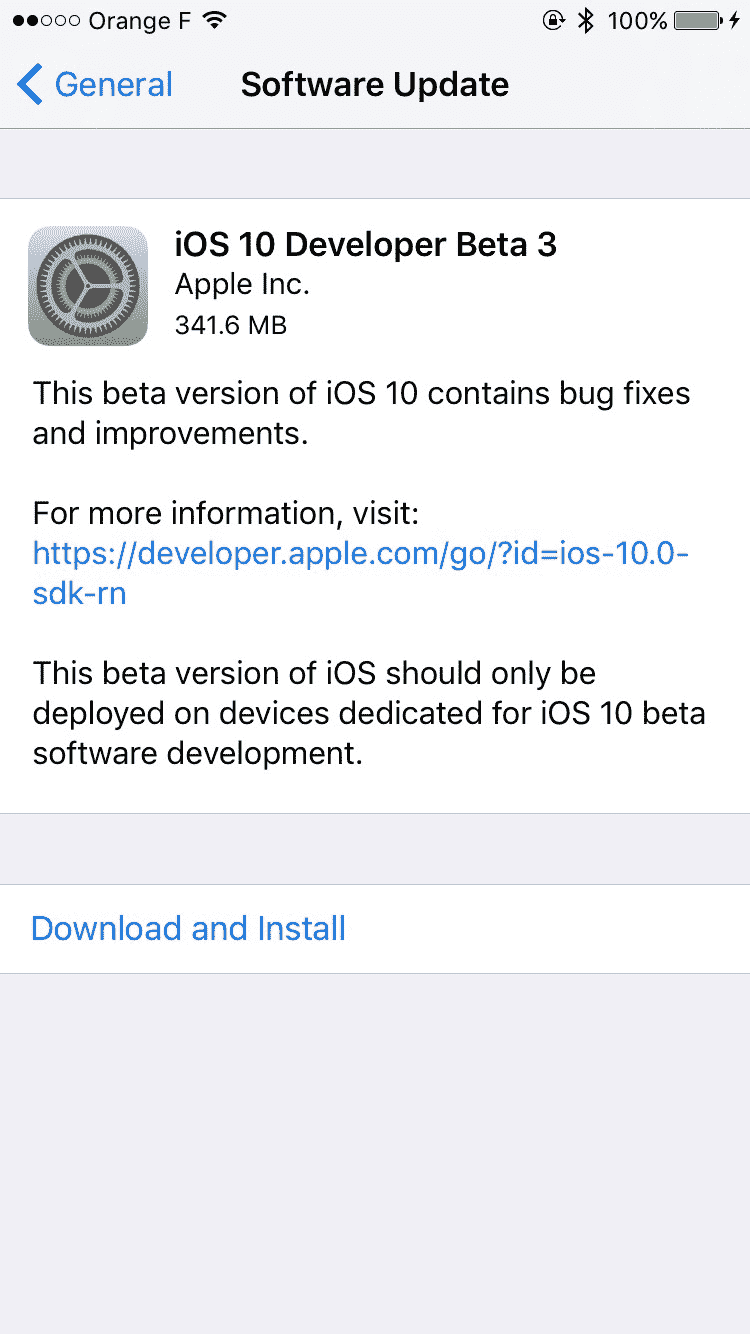 Orange F 100%
General Software Update
iOS 10 Developer Beta 3
Apple Inc.
341.6 MB
This beta version of iOS 10 contains bug fixes
and improvements.
For more information, visit:
https://developer.apple.com/go/?id=ios-10.0-
sdk-rn
This beta version of iOS should only be
deployed on devices dedicated for iOS 10 beta
software development.
Download and Install